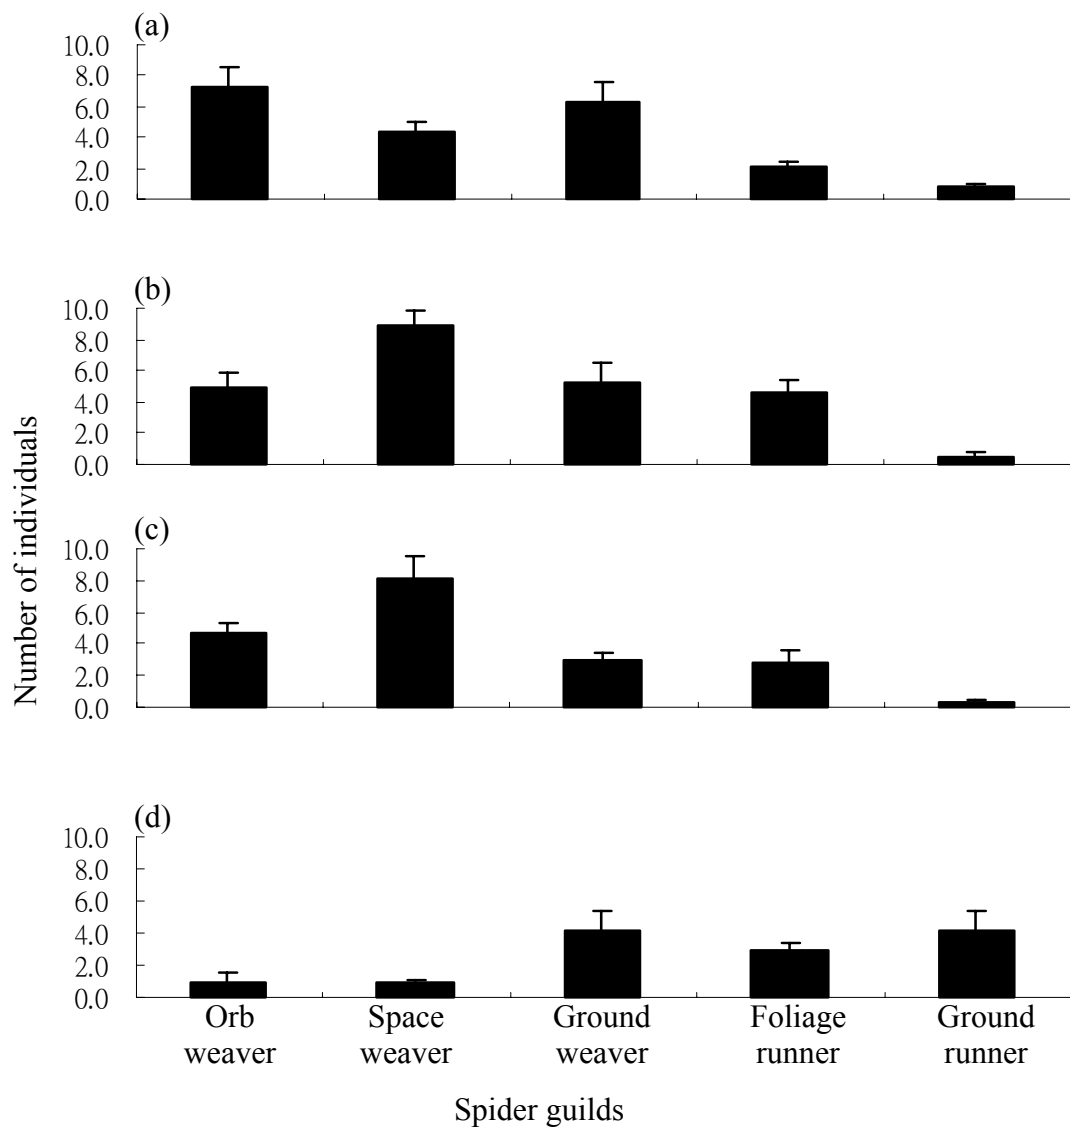 (a)
10.0
8.0
6.0
4.0
2.0
0.0
(b)
10.0
8.0
6.0
4.0
2.0
0.0
(c)
10.0
8.0
6.0
4.0
2.0
0.0
(d)
10.0
8.0
6.0
4.0
2.0
0.0
Number of individuals
Orb weaver
Space weaver
Ground weaver
Foliage runner
Ground runner
Spider guilds